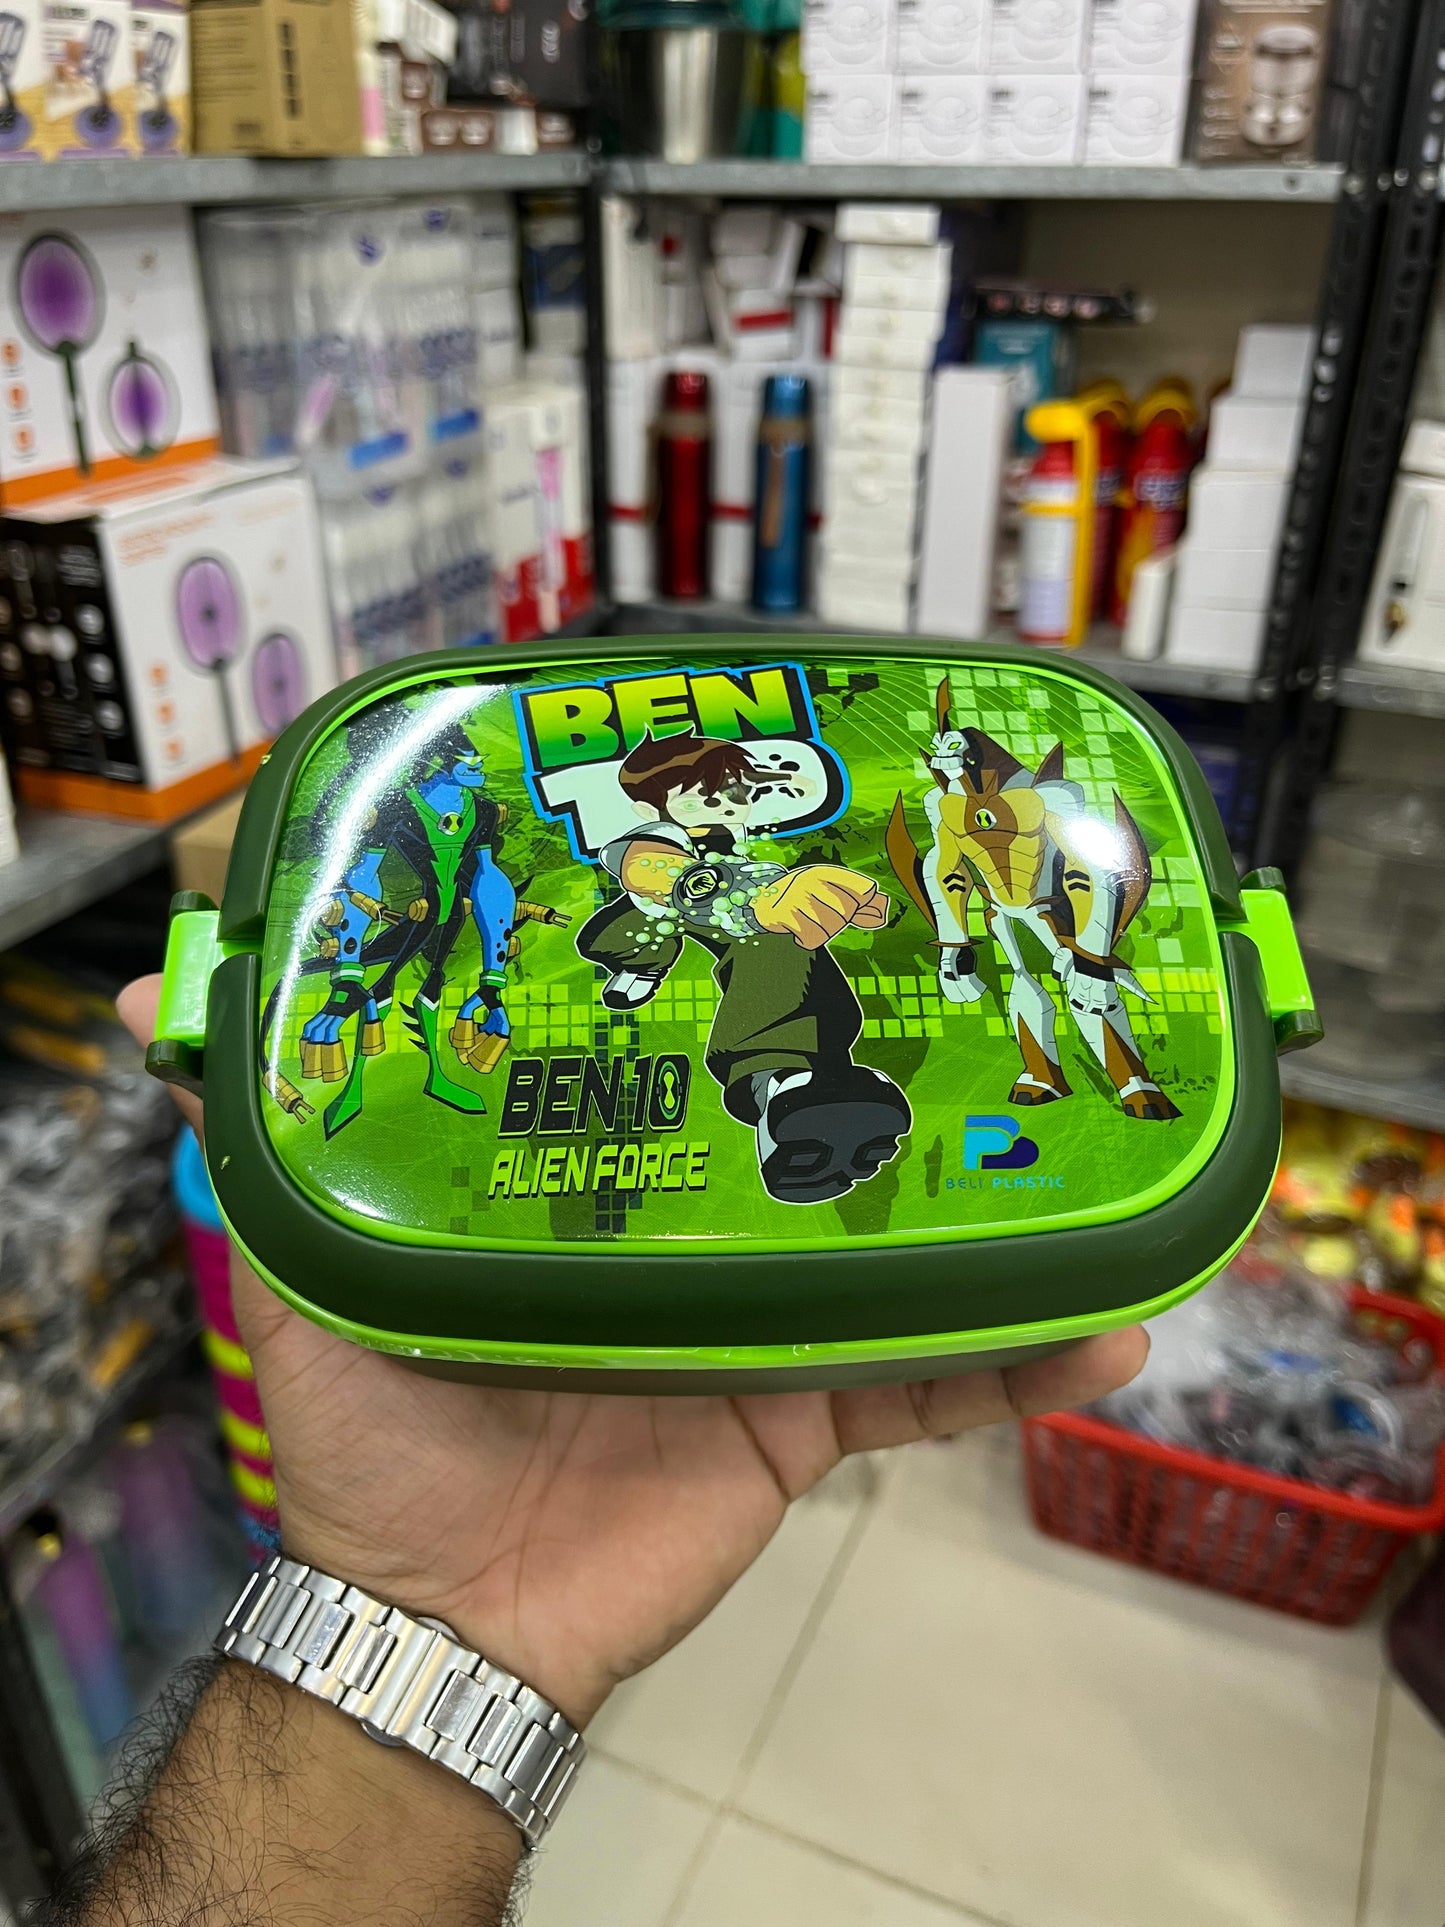 BEN
10
BEN 10
ALIEN FORCE
BELI PLASTIC